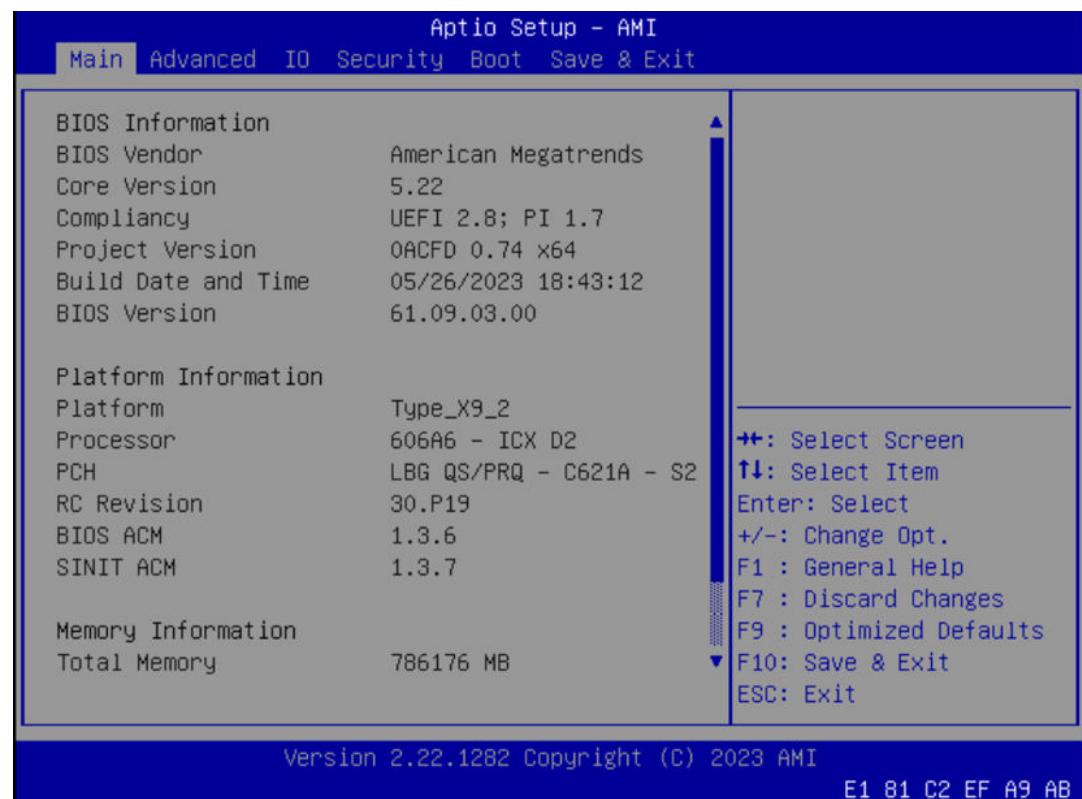 Aptio Setup – AMI
Main Advanced IO Security Boot Save & Exit
BIOS Information
BIOS Vendor American Megatrends
Core Version 5.22
Compliancy UEFI 2.8; PI 1.7
Project Version 0ACFD 0.74 x64
Build Date and Time 05/26/2023 18:43:12
BIOS Version 61.09.03.00
Platform Information
Platform Type_X9_2
Processor 606A6 – ICX D2
PCH LBG QS/PRQ – C621A – S2
RC Revision 30.P19
BIOS ACM 1.3.6
SINIT ACM 1.3.7
Memory Information
Total Memory 786176 MB
→←: Select Screen
↑↓: Select Item
Enter: Select
+/-: Change Opt.
F1 : General Help
F7 : Discard Changes
F9 : Optimized Defaults
F10: Save & Exit
ESC: Exit
Version 2.22.1282 Copyright (C) 2023 AMI
E1 81 C2 EF A9 AB